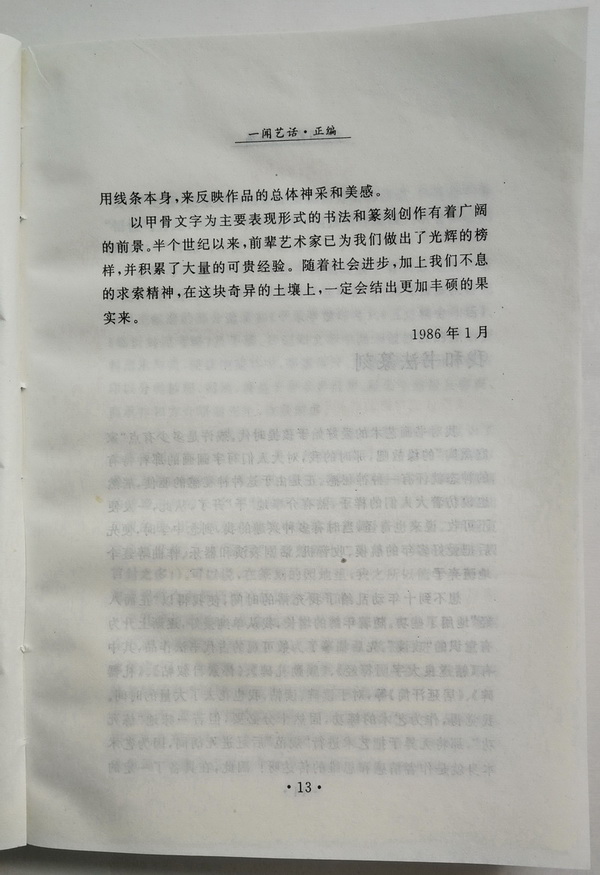 一闻艺话·正编
用线条本身，来反映作品的总体神采和美感。
以甲骨文字为主要表现形式的书法和篆刻创作有着广阔
的前景。半个世纪以来，前辈艺术家已为我们做出了光辉的榜
样，并积累了大量的可贵经验。随着社会进步，加上我们不息
的求索精神，在这块奇异的土壤上，一定会结出更加丰硕的果
实来。
1986年1月
·13·